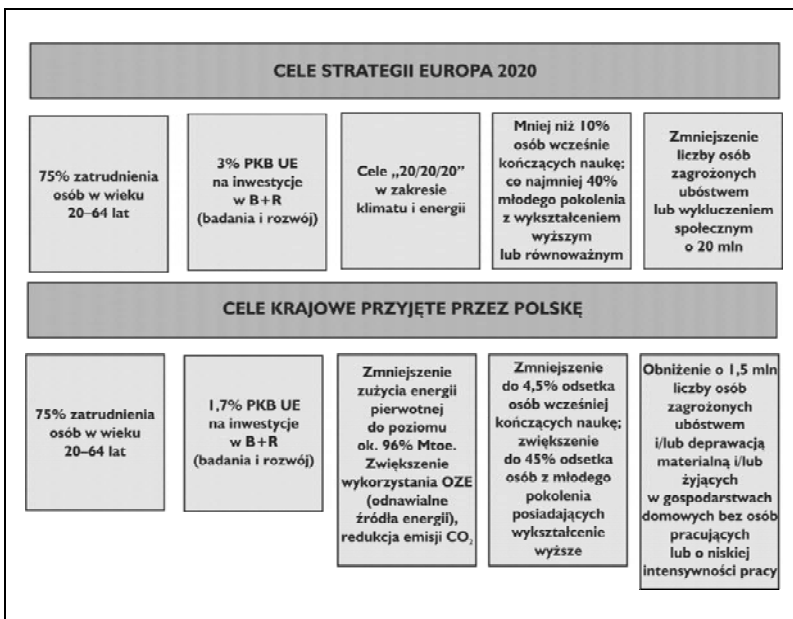 CELE STRATEGII EUROPA 2020
75% zatrudnienia
osób w wieku
20–64 lat
3% PKB UE
na inwestycje
w B+R
(badania i rozwój)
Cele „20/20/20”
w zakresie
klimatu i energii
Mniej niż 10%
osób wcześnie
kończących naukę;
co najmniej 40%
młodego pokolenia
z wykształceniem
wyższym
lub równoważnym
Zmniejszenie
liczby osób
zagrożonych
ubóstwem
lub wykluczeniem
społecznym
o 20 mln
CELE KRAJOWE PRZYJĘTE PRZEZ POLSKĘ
75% zatrudnienia
osób w wieku
20–64 lat
1,7% PKB UE
na inwestycje
w B+R
(badania i rozwój)
Zmniejszenie
zużycia energii
pierwotnej
do poziomu
ok. 96% Mtoe.
Zwiększenie
wykorzystania OZE
(odnawialne
źródła energii),
redukcja emisji CO₂
Zmniejszenie
do 4,5% odsetka
osób wcześniej
kończących naukę;
zwiększenie
do 45% odsetka
osób z młodego
pokolenia
posiadających
wykształcenie
wyższe
Obniżenie o 1,5 mln
liczby osób
zagrożonych
ubóstwem
i/lub deprawacją
materialną i/lub
żyjących
w gospodarstwach
domowych bez osób
pracujących
lub o niskiej
intensywności pracy